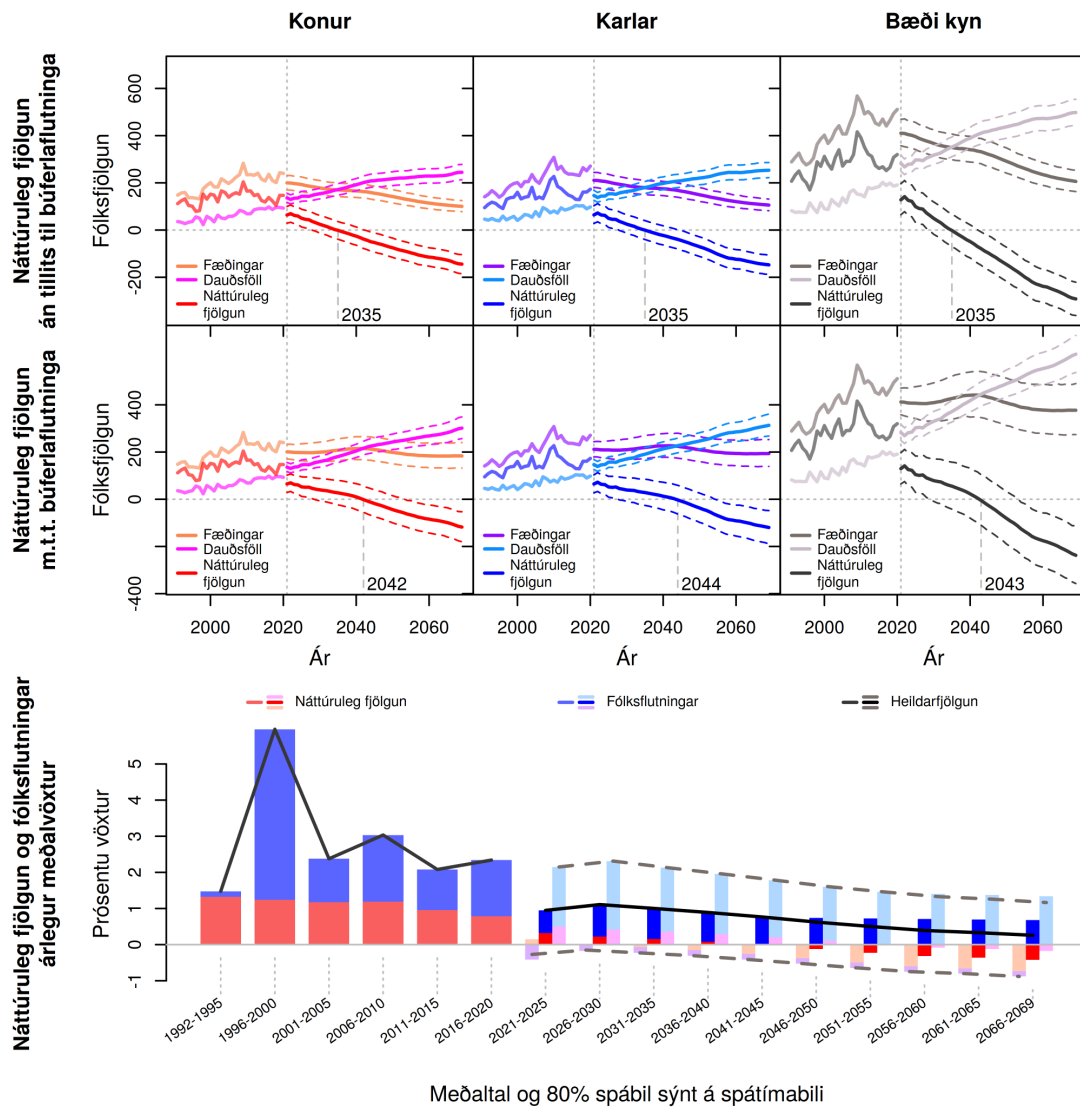 Konur
Karlar
Bæði kyn
Náttúruleg fjölgun
án tillits til búferlaflutninga
Fólksfjölgun
600
400
200
0
-200
Fæðingar
Dauðsföll
Náttúruleg
fjölgun
2035
Fæðingar
Dauðsföll
Náttúruleg
fjölgun
2035
Fæðingar
Dauðsföll
Náttúruleg
fjölgun
2035
Náttúruleg fjölgun
m.t.t. búferlaflutninga
Fólksfjölgun
400
200
0
-400
Fæðingar
Dauðsföll
Náttúruleg
fjölgun
2042
Fæðingar
Dauðsföll
Náttúruleg
fjölgun
2044
Fæðingar
Dauðsföll
Náttúruleg
fjölgun
2043
2000 2020 2040 2060
2000 2020 2040 2060
2000 2020 2040 2060
Ár
Ár
Ár
Náttúruleg fjölgun og fólksflutningar
árlegur meðalvöxtur
Náttúruleg fjölgun
Fólksflutningar
Heildarfjölgun
Prósentu vöxtur
5
4
3
2
1
0
-1
1992-1995
1996-2000
2001-2005
2006-2010
2011-2015
2016-2020
2021-2025
2026-2030
2031-2035
2036-2040
2041-2045
2046-2050
2051-2055
2056-2060
2061-2065
2066-2069
Meðaltal og 80% spábil sýnt á spátímabili